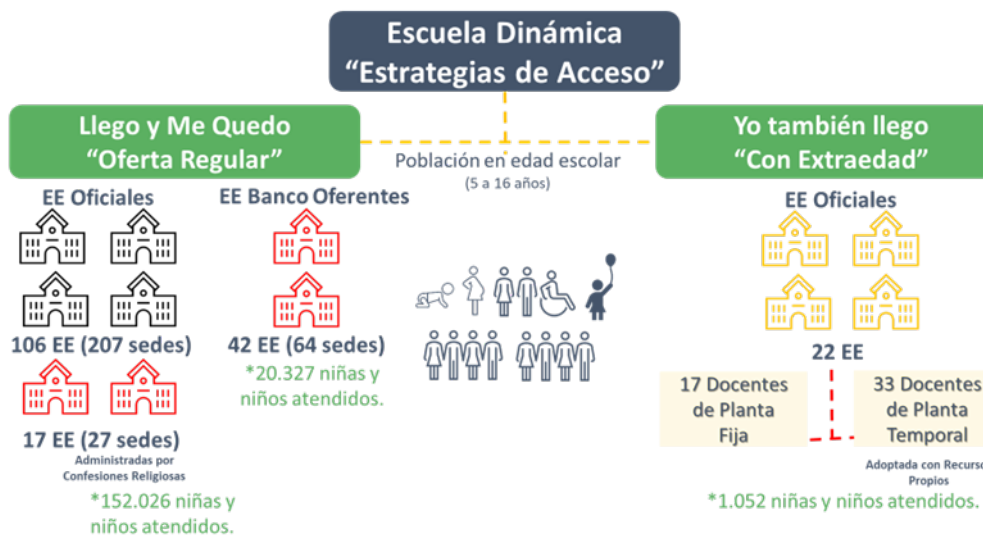 Escuela Dinámica
“Estrategias de Acceso”
Llego y Me Quedo
“Oferta Regular”
EE Oficiales
106 EE (207 sedes)
17 EE (27 sedes)
Administradas por
Confesiones Religiosas
*152.026 niñas y
niños atendidos.
EE Banco Oferentes
42 EE (64 sedes)
*20.327 niñas y
niños atendidos.
Población en edad escolar
(5 a 16 años)
Yo también llego
“Con Extraedad”
EE Oficiales
22 EE
17 Docentes
de Planta
Fija
33 Docentes
de Planta
Temporal
Adoptada con Recurso
Propios
*1.052 niñas y niños atendidos.